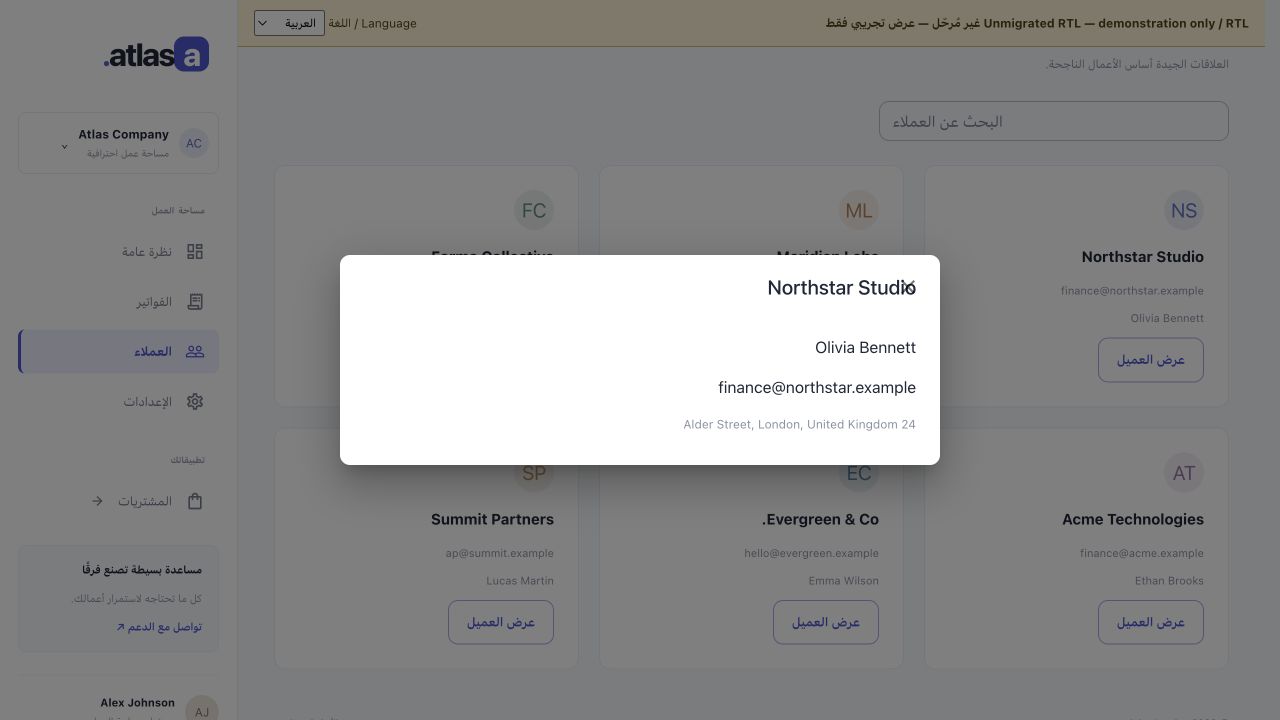 Unmigrated RTL — demonstration only / RTL غير مُرحّل — عرض تجريبي فقط
Language / اللغة
العربية
atlas.
a
AC
Atlas Company
مساحة عمل احترافية
مساحة العمل
نظرة عامة
الفواتير
العملاء
الإعدادات
تطبيقاتك
المشتريات
مساعدة بسيطة تصنع فرقًا
كل ما تحتاجه لاستمرار أعمالك.
تواصل مع الدعم ↗
Alex Johnson
AJ
العلاقات الجيدة أساس الأعمال الناجحة.
البحث عن العملاء
NS
Northstar Studio
finance@northstar.example
Olivia Bennett
عرض العميل
ML
Meridian Labs
FC
Forma Collective
Northstar Studio
Olivia Bennett
finance@northstar.example
Alder Street, London, United Kingdom 24
AT
Acme Technologies
finance@acme.example
Ethan Brooks
عرض العميل
EC
.Evergreen & Co
hello@evergreen.example
Emma Wilson
عرض العميل
SP
Summit Partners
ap@summit.example
Lucas Martin
عرض العميل